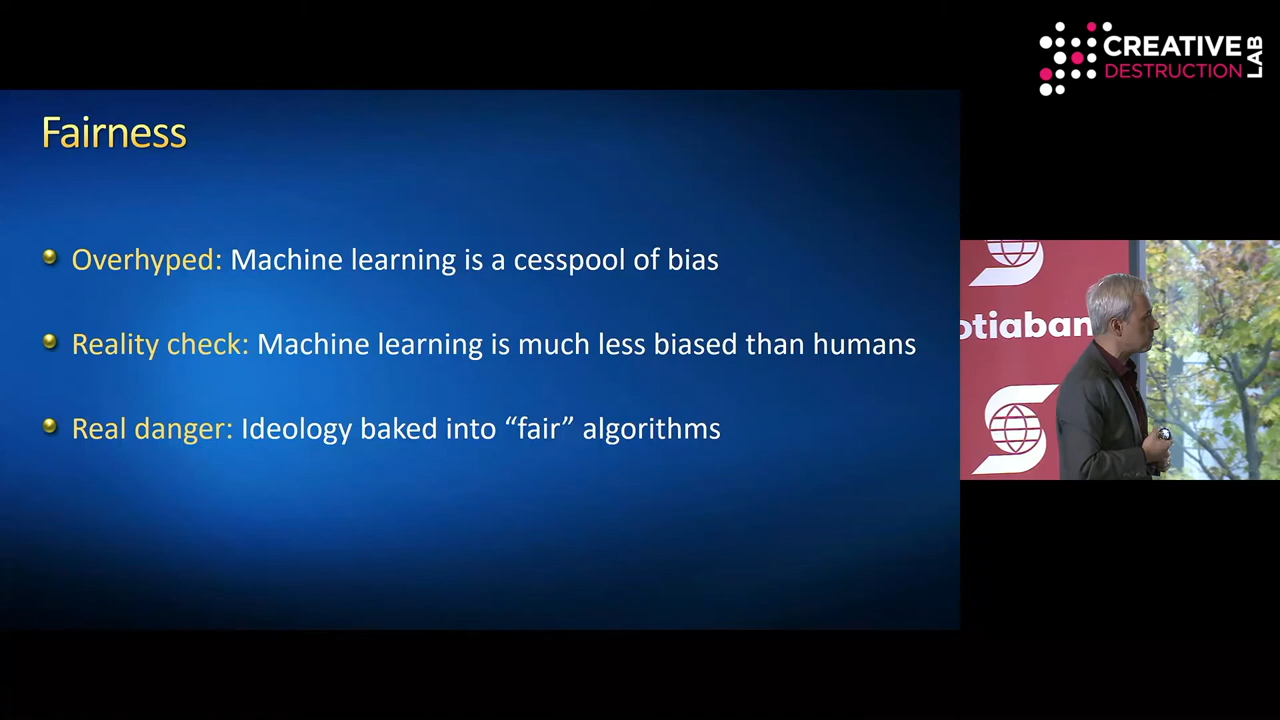 CREATIVE
DESTRUCTION
LAB
Fairness
Overhyped: Machine learning is a cesspool of bias
Reality check: Machine learning is much less biased than humans
Real danger: Ideology baked into “fair” algorithms
otiaban